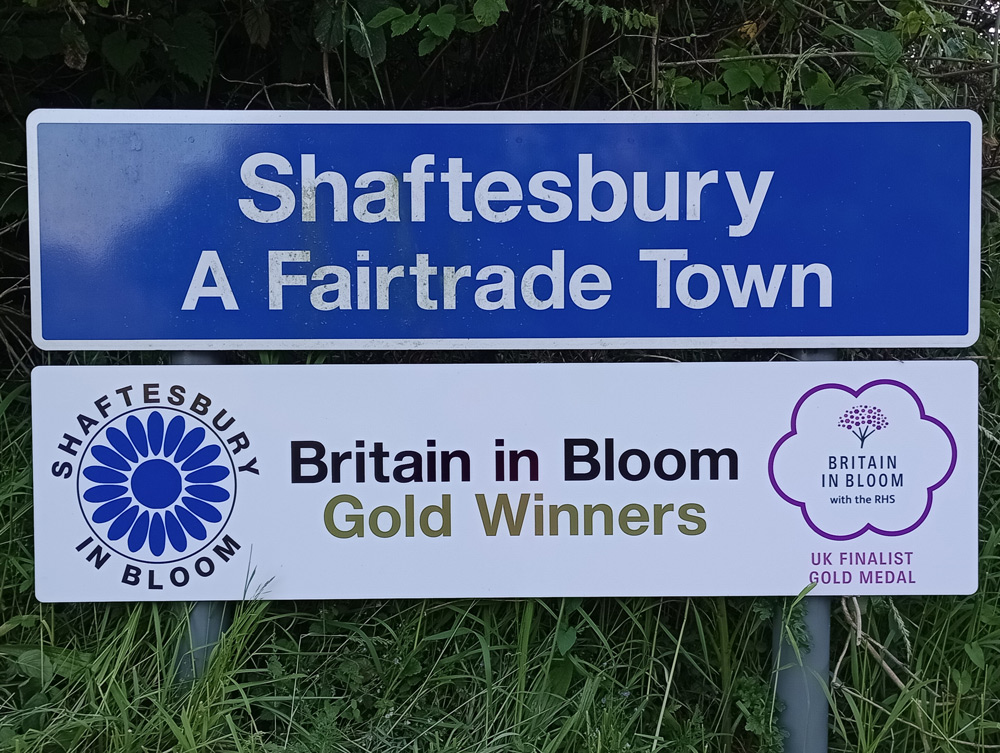 Shaftesbury
A Fairtrade Town
SHAFTESBURY
IN BLOOM
Britain in Bloom
Gold Winners
BRITAIN
IN BLOOM
with the RHS
UK FINALIST
GOLD MEDAL